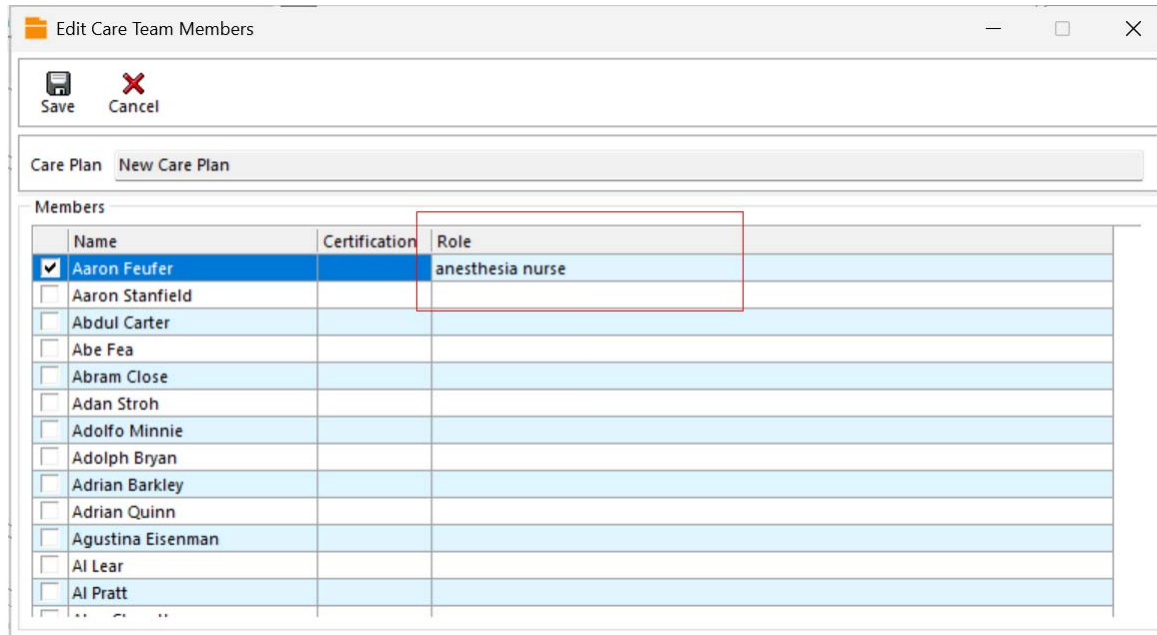 Edit Care Team Members
Save Cancel
Care Plan New Care Plan
Members
Name Certification Role
Aaron Feufer anesthesia nurse
Aaron Stanfield
Abdul Carter
Abe Fea
Abram Close
Adan Stroh
Adolfo Minnie
Adolph Bryan
Adrian Barkley
Adrian Quinn
Agustina Eisenman
Al Lear
Al Pratt